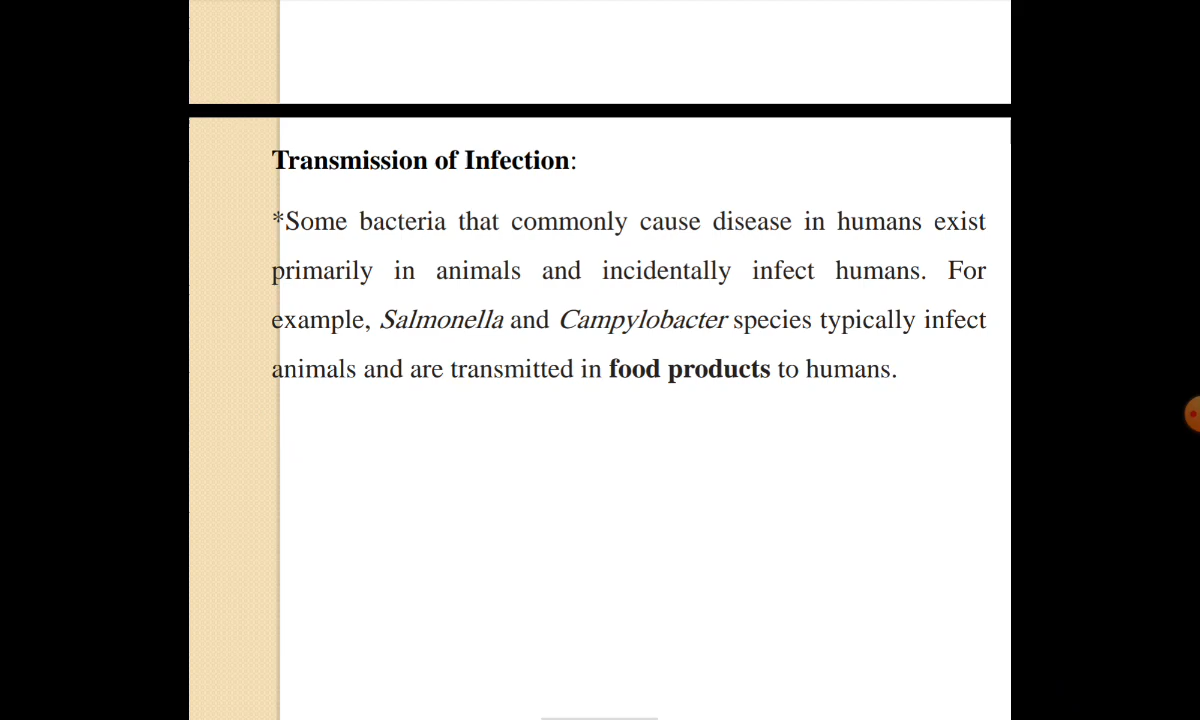 Transmission of Infection:
*Some bacteria that commonly cause disease in humans exist
primarily in animals and incidentally infect humans. For
example, Salmonella and Campylobacter species typically infect
animals and are transmitted in food products to humans.